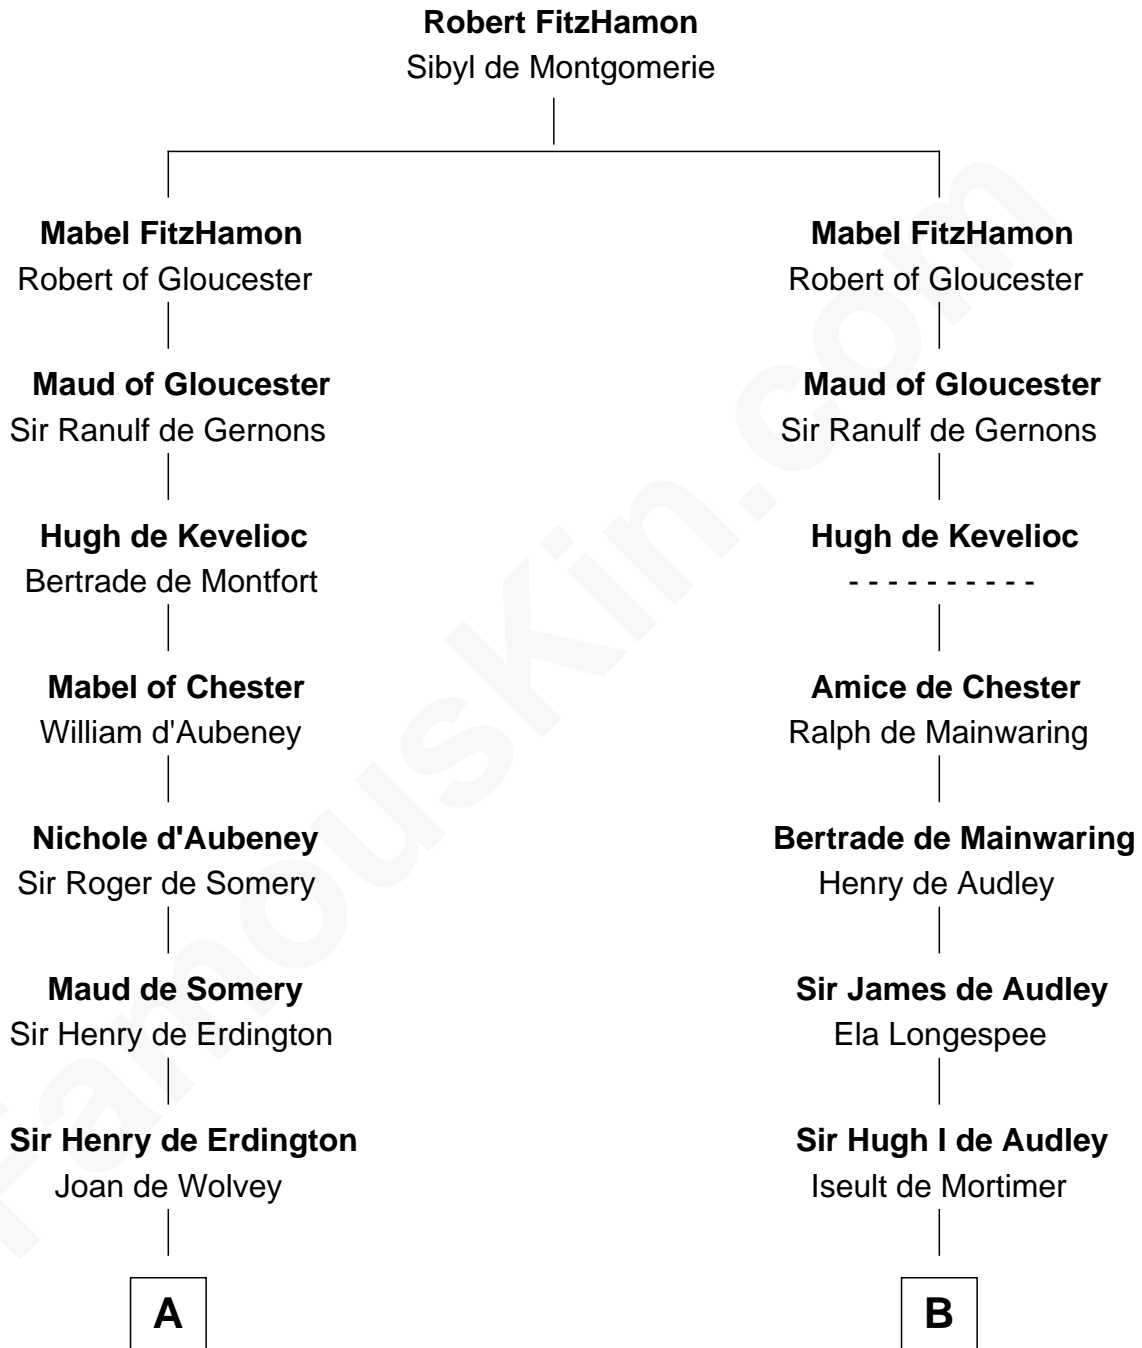 Robert FitzHamon
Sibyl de Montgomerie
Mabel FitzHamon
Robert of Gloucester
Maud of Gloucester
Sir Ranulf de Gernons
Hugh de Kevelioc
Bertrade de Montfort
Mabel of Chester
William d'Aubeney
Nichole d'Aubeney
Sir Roger de Somery
Maud de Somery
Sir Henry de Erdington
Sir Henry de Erdington
Joan de Wolvey
A
Mabel FitzHamon
Robert of Gloucester
Maud of Gloucester
Sir Ranulf de Gernons
Hugh de Kevelioc
- - - - - - - - - -
Amice de Chester
Ralph de Mainwaring
Bertrade de Mainwaring
Henry de Audley
Sir James de Audley
Ela Longespee
Sir Hugh I de Audley
Iseult de Mortimer
B
FamousKin.com